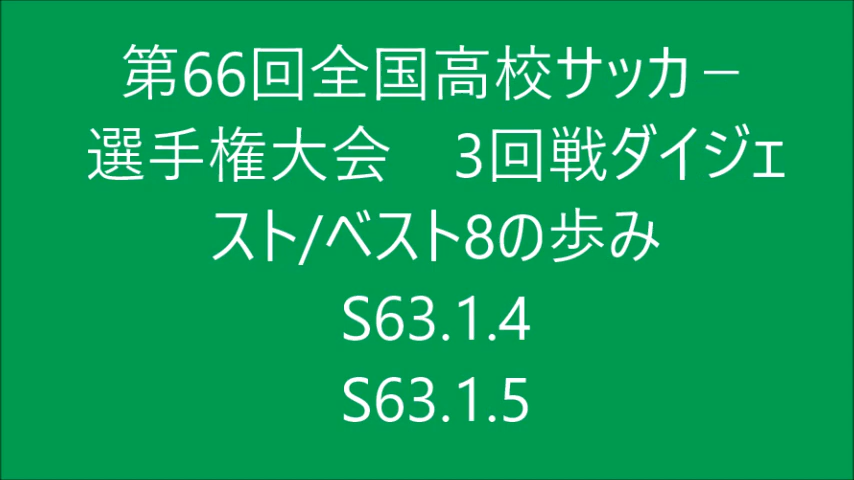 第66回全国高校サッカ－
選手権大会　3回戦ダイジェ
スト/ベスト8の歩み
S63.1.4
S63.1.5